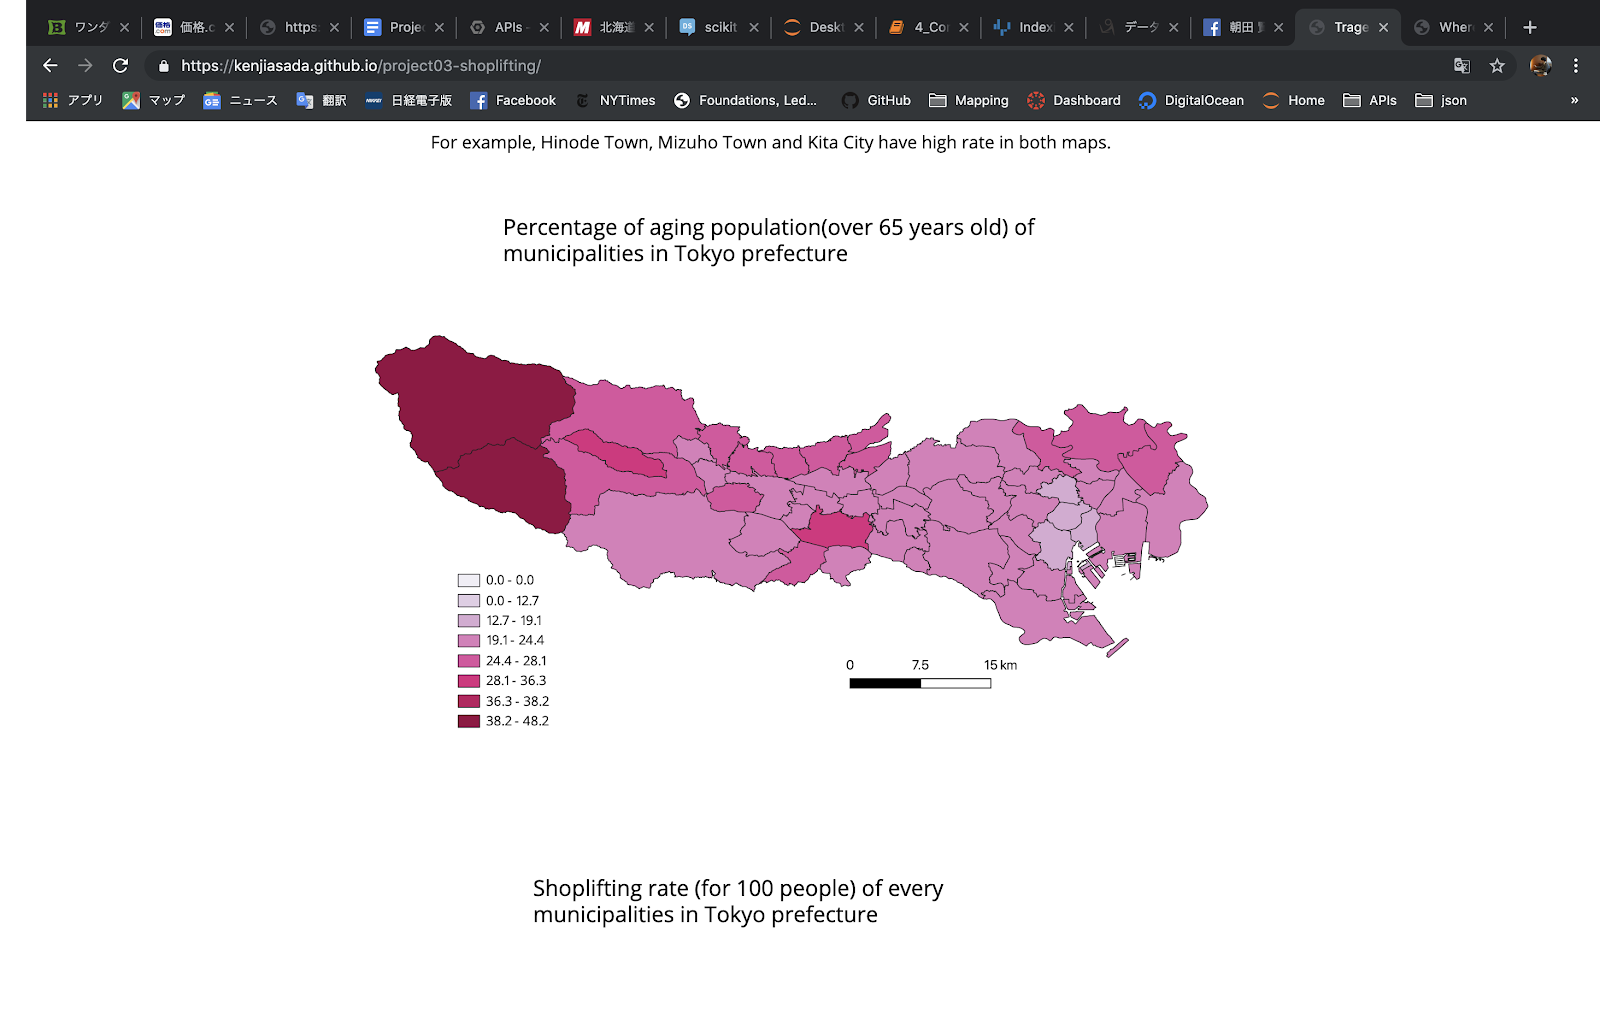 ワンダ
価格.c
https:
Proje
APIs -
北海道
scikit
Deskt
4_Cor
Index
データ
朝田 賢
Trage
Wher
https://kenjiasada.github.io/project03-shoplifting/
アプリ
マップ
ニュース
翻訳
日経電子版
Facebook
NYTimes
Foundations, Led...
GitHub
Mapping
Dashboard
DigitalOcean
Home
APIs
json
»
For example, Hinode Town, Mizuho Town and Kita City have high rate in both maps.
Percentage of aging population(over 65 years old) of
municipalities in Tokyo prefecture
0.0 - 0.0
0.0 - 12.7
12.7 - 19.1
19.1 - 24.4
24.4 - 28.1
28.1 - 36.3
36.3 - 38.2
38.2 - 48.2
0 7.5 15 km
Shoplifting rate (for 100 people) of every
municipalities in Tokyo prefecture